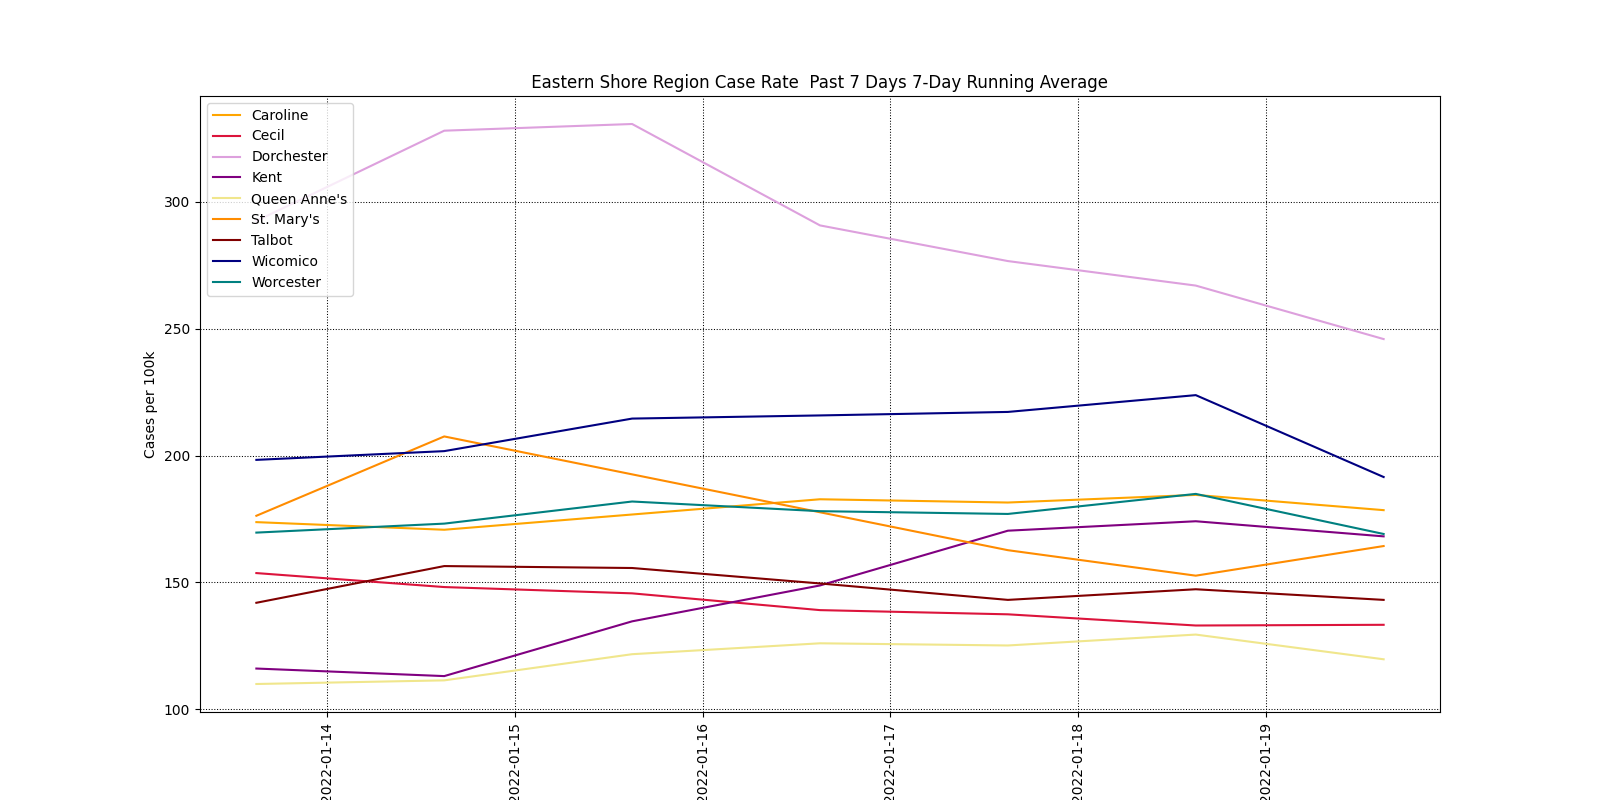 Eastern Shore Region Case Rate  Past 7 Days 7-Day Running Average
Caroline
Cecil
Dorchester
Kent
Queen Anne's
St. Mary's
Talbot
Wicomico
Worcester
300
250
200
150
100
Cases per 100k
2022-01-14
2022-01-15
2022-01-16
2022-01-17
2022-01-18
2022-01-19